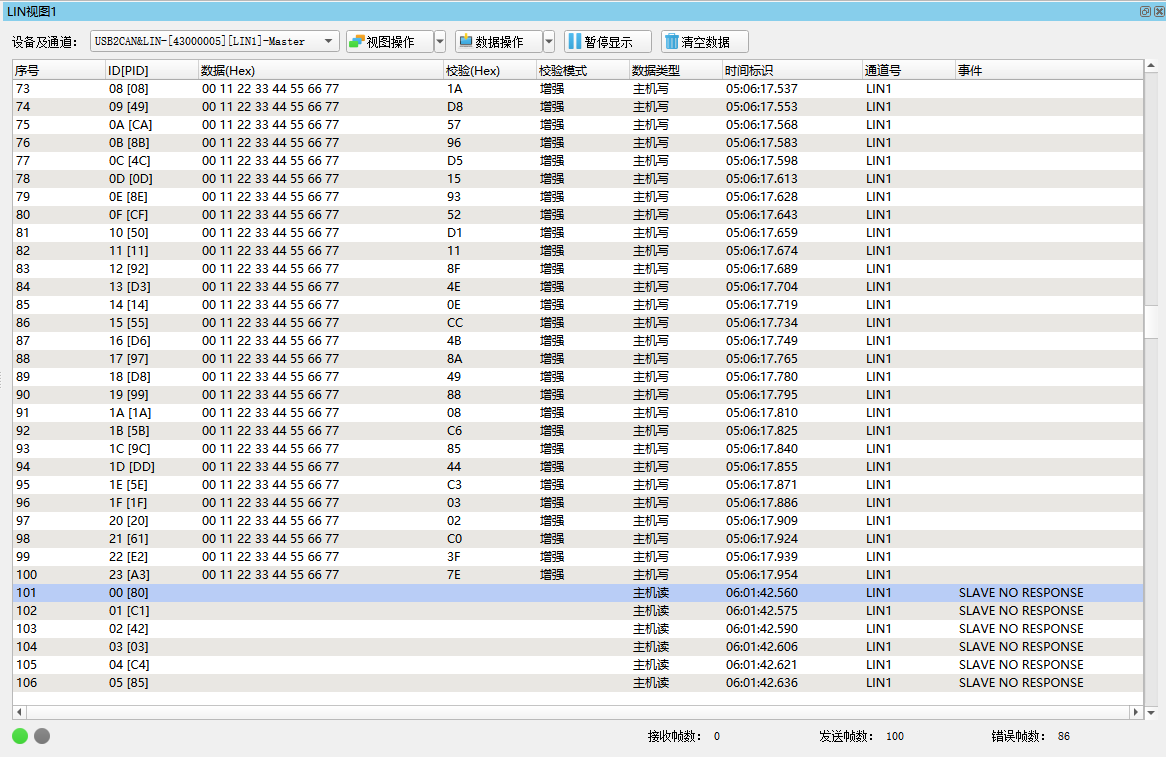 LIN视图1
设备及通道： USB2CAN&LIN-[43000005][LIN1]-Master 视图操作 数据操作 暂停显示 清空数据
序号 ID[PID] 数据(Hex) 校验(Hex) 校验模式 数据类型 时间标识 通道号 事件
73 08 [08] 00 11 22 33 44 55 66 77 1A 增强 主机写 05:06:17.537 LIN1
74 09 [49] 00 11 22 33 44 55 66 77 D8 增强 主机写 05:06:17.553 LIN1
75 0A [CA] 00 11 22 33 44 55 66 77 57 增强 主机写 05:06:17.568 LIN1
76 0B [8B] 00 11 22 33 44 55 66 77 96 增强 主机写 05:06:17.583 LIN1
77 0C [4C] 00 11 22 33 44 55 66 77 D5 增强 主机写 05:06:17.598 LIN1
78 0D [0D] 00 11 22 33 44 55 66 77 15 增强 主机写 05:06:17.613 LIN1
79 0E [8E] 00 11 22 33 44 55 66 77 93 增强 主机写 05:06:17.628 LIN1
80 0F [CF] 00 11 22 33 44 55 66 77 52 增强 主机写 05:06:17.643 LIN1
81 10 [50] 00 11 22 33 44 55 66 77 D1 增强 主机写 05:06:17.659 LIN1
82 11 [11] 00 11 22 33 44 55 66 77 11 增强 主机写 05:06:17.674 LIN1
83 12 [92] 00 11 22 33 44 55 66 77 8F 增强 主机写 05:06:17.689 LIN1
84 13 [D3] 00 11 22 33 44 55 66 77 4E 增强 主机写 05:06:17.704 LIN1
85 14 [14] 00 11 22 33 44 55 66 77 0E 增强 主机写 05:06:17.719 LIN1
86 15 [55] 00 11 22 33 44 55 66 77 CC 增强 主机写 05:06:17.734 LIN1
87 16 [D6] 00 11 22 33 44 55 66 77 4B 增强 主机写 05:06:17.749 LIN1
88 17 [97] 00 11 22 33 44 55 66 77 8A 增强 主机写 05:06:17.765 LIN1
89 18 [D8] 00 11 22 33 44 55 66 77 49 增强 主机写 05:06:17.780 LIN1
90 19 [99] 00 11 22 33 44 55 66 77 88 增强 主机写 05:06:17.795 LIN1
91 1A [1A] 00 11 22 33 44 55 66 77 08 增强 主机写 05:06:17.810 LIN1
92 1B [5B] 00 11 22 33 44 55 66 77 C6 增强 主机写 05:06:17.825 LIN1
93 1C [9C] 00 11 22 33 44 55 66 77 85 增强 主机写 05:06:17.840 LIN1
94 1D [DD] 00 11 22 33 44 55 66 77 44 增强 主机写 05:06:17.855 LIN1
95 1E [5E] 00 11 22 33 44 55 66 77 C3 增强 主机写 05:06:17.871 LIN1
96 1F [1F] 00 11 22 33 44 55 66 77 03 增强 主机写 05:06:17.886 LIN1
97 20 [20] 00 11 22 33 44 55 66 77 02 增强 主机写 05:06:17.909 LIN1
98 21 [61] 00 11 22 33 44 55 66 77 C0 增强 主机写 05:06:17.924 LIN1
99 22 [E2] 00 11 22 33 44 55 66 77 3F 增强 主机写 05:06:17.939 LIN1
100 23 [A3] 00 11 22 33 44 55 66 77 7E 增强 主机写 05:06:17.954 LIN1
101 00 [80] 主机读 06:01:42.560 LIN1 SLAVE NO RESPONSE
102 01 [C1] 主机读 06:01:42.575 LIN1 SLAVE NO RESPONSE
103 02 [42] 主机读 06:01:42.590 LIN1 SLAVE NO RESPONSE
104 03 [03] 主机读 06:01:42.606 LIN1 SLAVE NO RESPONSE
105 04 [C4] 主机读 06:01:42.621 LIN1 SLAVE NO RESPONSE
106 05 [85] 主机读 06:01:42.636 LIN1 SLAVE NO RESPONSE
接收帧数： 0 发送帧数： 100 错误帧数： 86